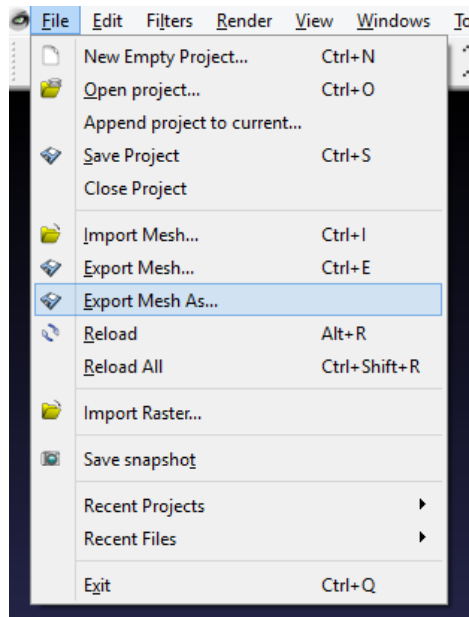 File Edit Filters Render View Windows To
New Empty Project... Ctrl+N
Open project... Ctrl+O
Append project to current...
Save Project Ctrl+S
Close Project
Import Mesh... Ctrl+I
Export Mesh... Ctrl+E
Export Mesh As...
Reload Alt+R
Reload All Ctrl+Shift+R
Import Raster...
Save snapshot
Recent Projects
Recent Files
Exit Ctrl+Q